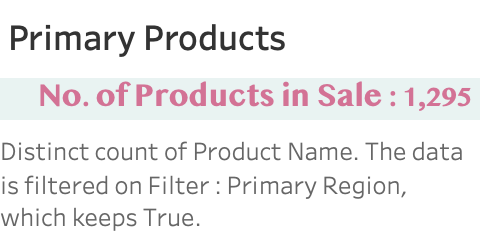 Primary Products
No. of Products in Sale : 1,295
Distinct count of Product Name. The data
is filtered on Filter : Primary Region,
which keeps True.